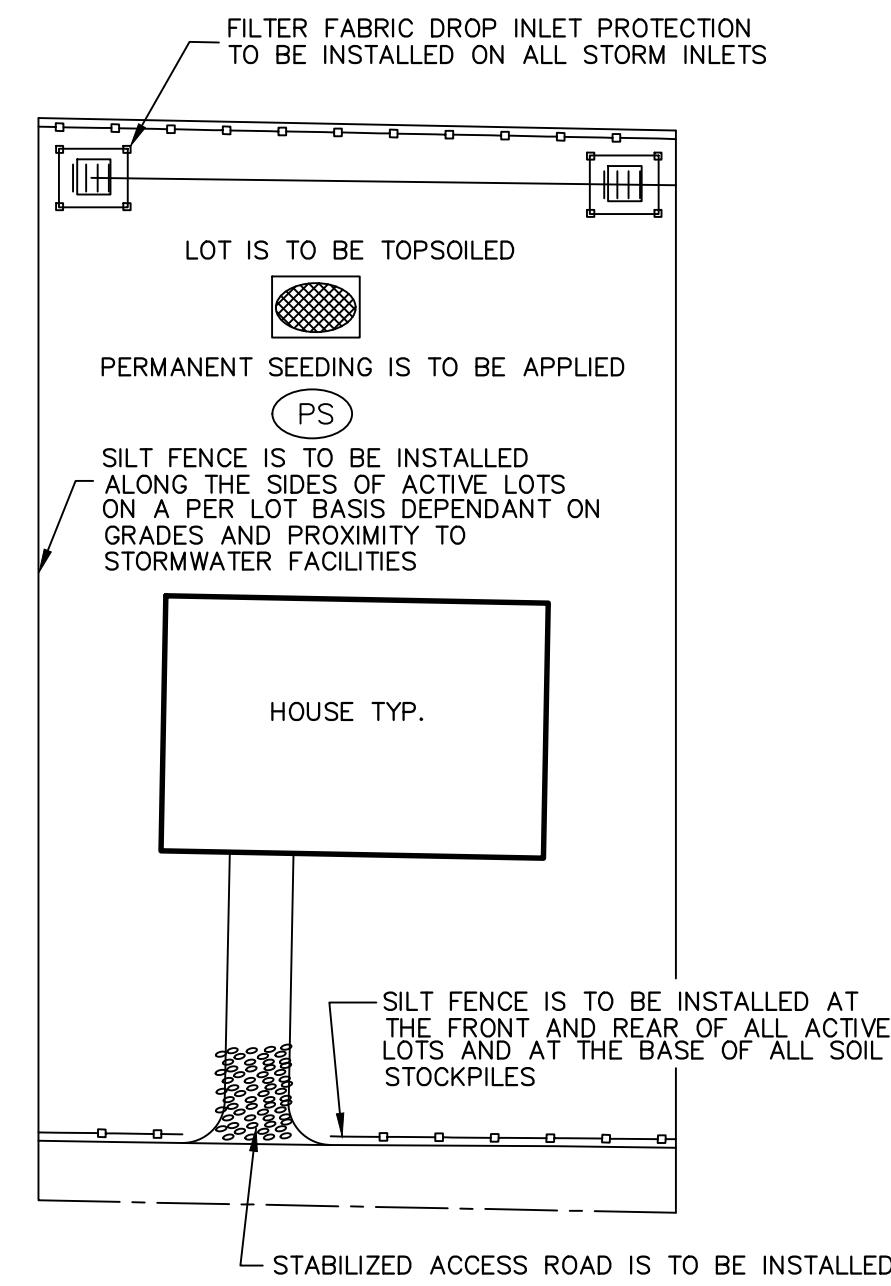 FILTER FABRIC DROP INLET PROTECTION
TO BE INSTALLED ON ALL STORM INLETS
LOT IS TO BE TOPSOILED
PERMANENT SEEDING IS TO BE APPLIED
PS
SILT FENCE IS TO BE INSTALLED
ALONG THE SIDES OF ACTIVE LOTS
ON A PER LOT BASIS DEPENDANT ON
GRADES AND PROXIMITY TO
STORMWATER FACILITIES
HOUSE TYP.
SILT FENCE IS TO BE INSTALLED AT
THE FRONT AND REAR OF ALL ACTIVE
LOTS AND AT THE BASE OF ALL SOIL
STOCKPILES
STABILIZED ACCESS ROAD IS TO BE INSTALLED